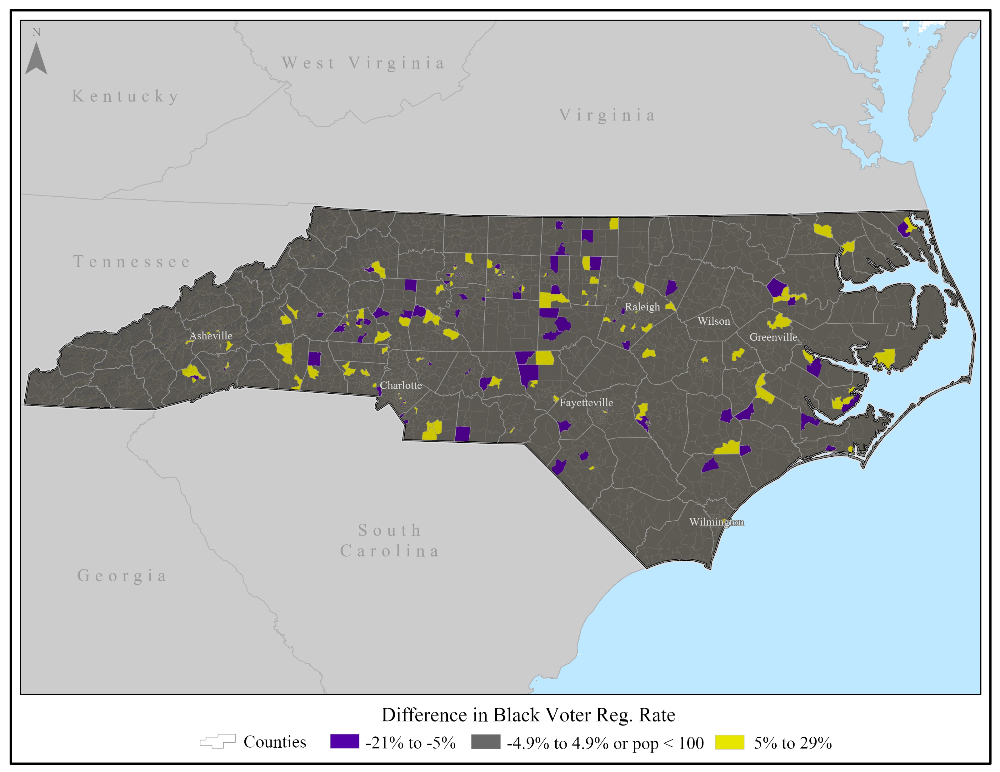 N
West Virginia
Kentucky
Virginia
Tennessee
Raleigh
Wilson
Asheville
Greenville
Charlotte
Fayetteville
Wilmington
South
Carolina
Georgia
Difference in Black Voter Reg. Rate
Counties
-21% to -5%
-4.9% to 4.9% or pop < 100
5% to 29%